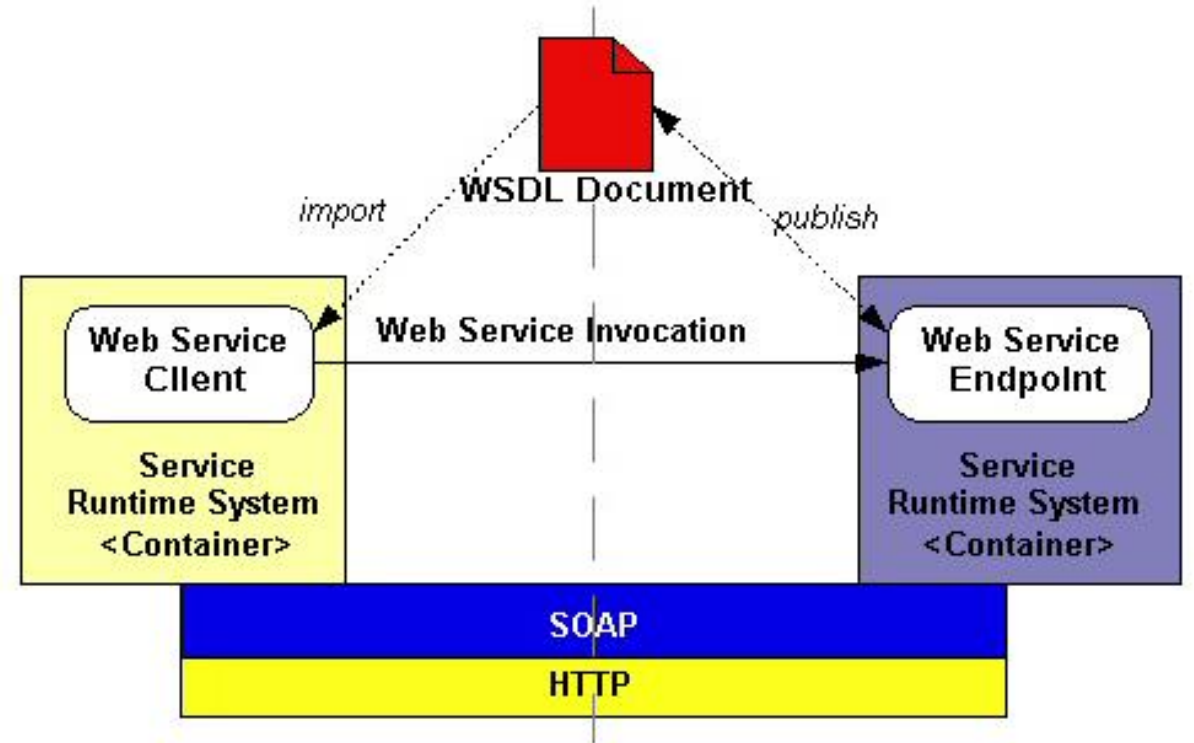 WSDL Document
import
publish
Web Service Invocation
Web Service
Client
Web Service
Endpoint
Service
Runtime System
<Container>
Service
Runtime System
<Container>
SOAP
HTTP